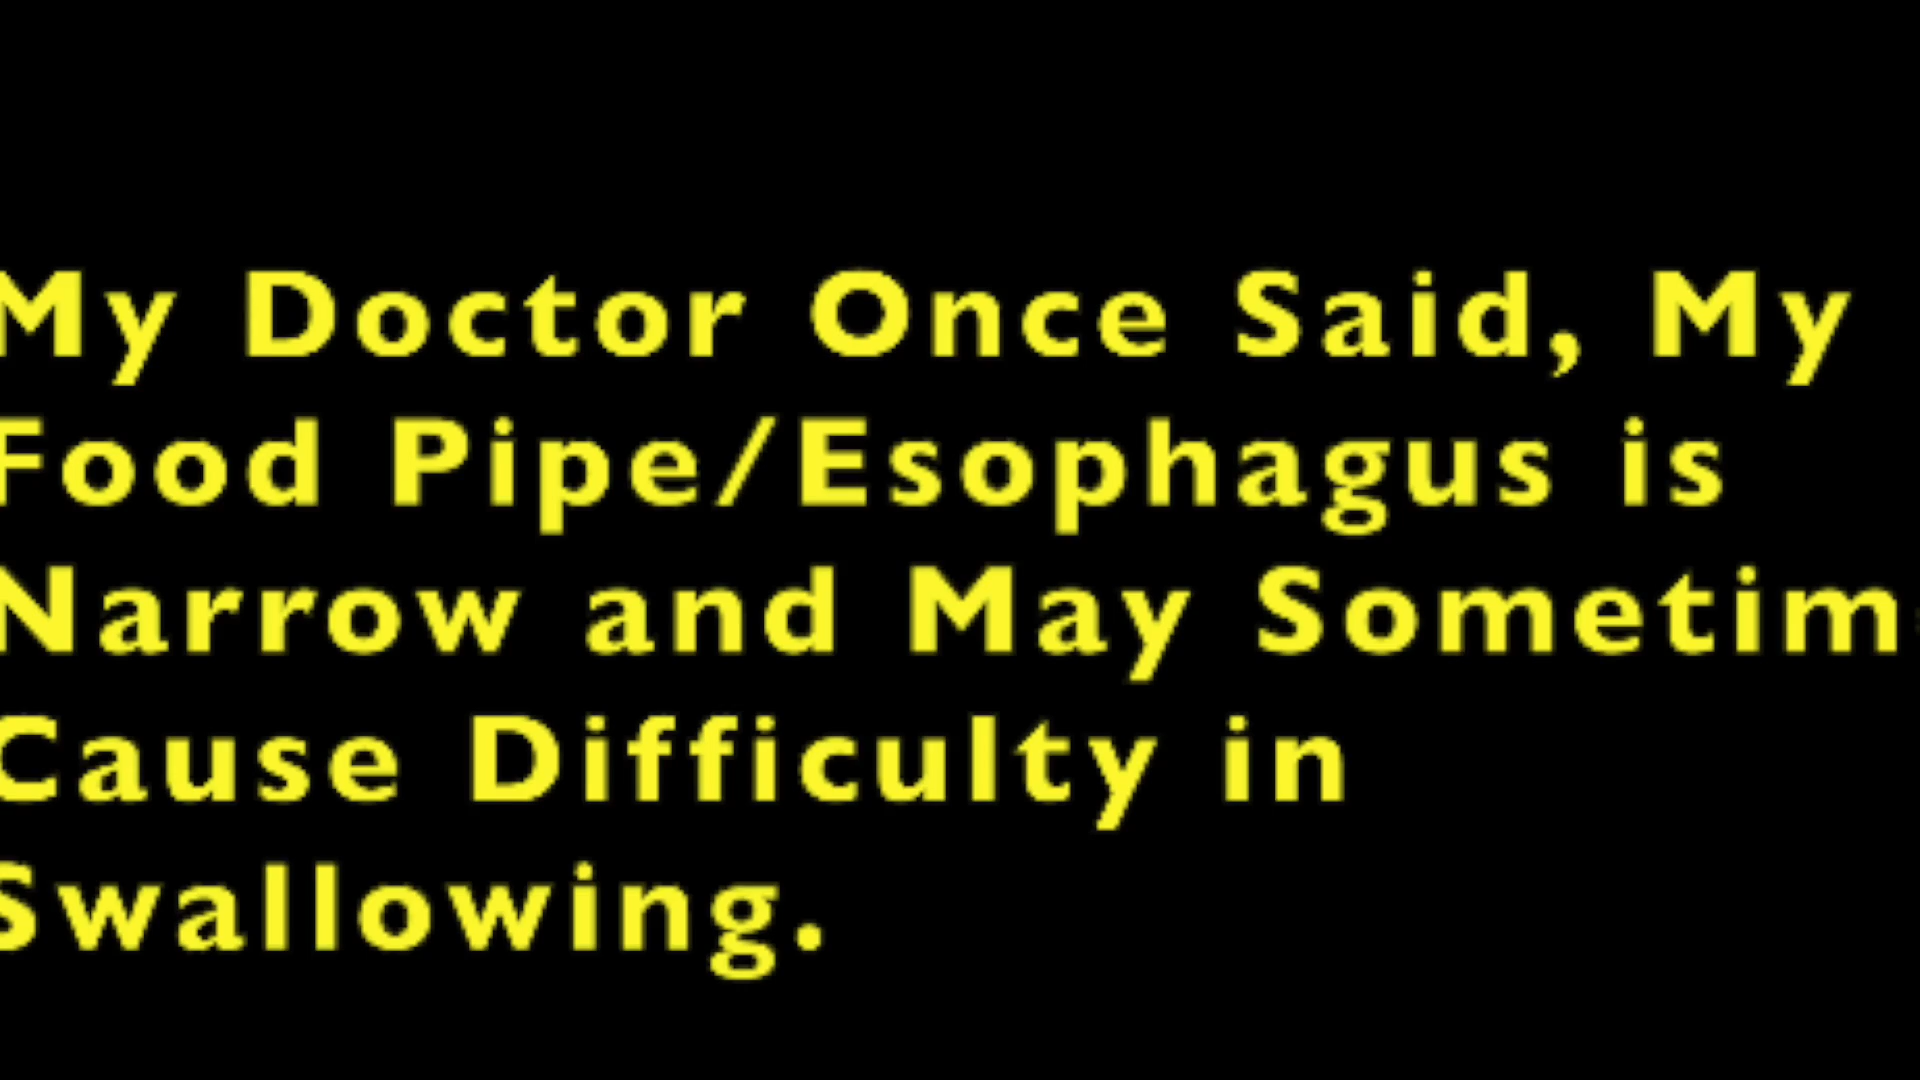 My Doctor Once Said, My
Food Pipe/Esophagus is
Narrow and May Sometim
Cause Difficulty in
Swallowing.